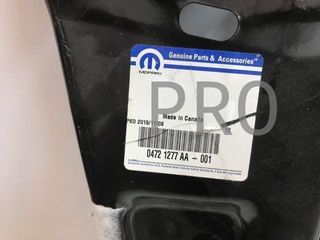 Genuine Parts & Accessories
MOPAR
PRO
Made in Canada
PKD 2016/11/09
0472 1277 AA - 001